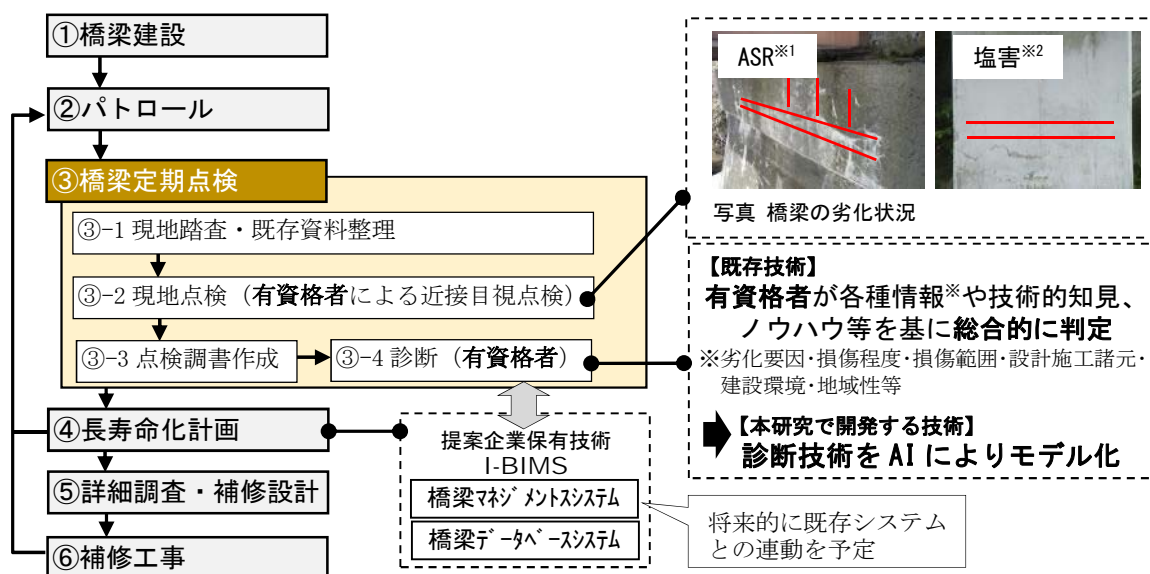 ①橋梁建設
②パトロール
③橋梁定期点検
③-1 現地踏査・既存資料整理
③-2 現地点検（有資格者による近接目視点検）
③-3 点検調書作成
③-4 診断（有資格者）
④長寿命化計画
⑤詳細調査・補修設計
⑥補修工事
提案企業保有技術
I-BIMS
橋梁マネジメントスシステム
橋梁データベースシステム
将来的に既存システム
との連動を予定
ASR※1
塩害※2
写真 橋梁の劣化状況
【既存技術】
有資格者が各種情報※や技術的知見、
ノウハウ等を基に総合的に判定
※劣化要因・損傷程度・損傷範囲・設計施工諸元・
建設環境・地域性等
【本研究で開発する技術】
診断技術を AI によりモデル化